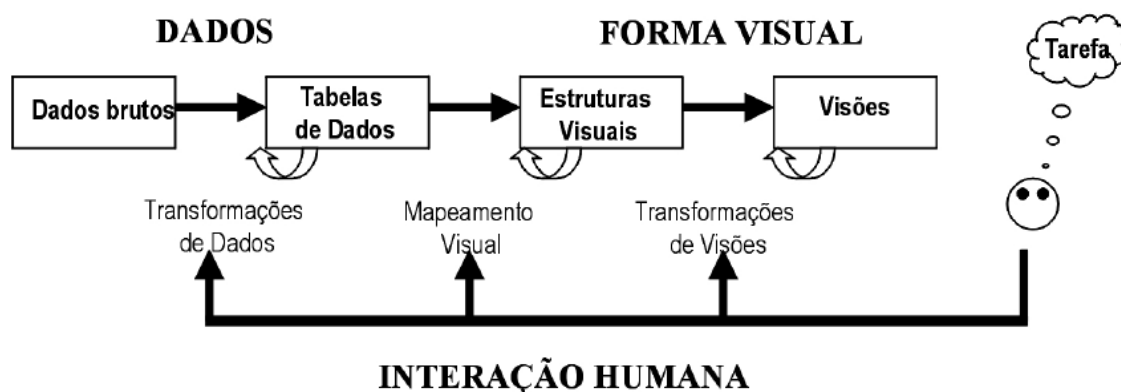 DADOS
FORMA VISUAL
Tarefa
Dados brutos
Tabelas
de Dados
Estruturas
Visuais
Visões
Transformações
de Dados
Mapeamento
Visual
Transformações
de Visões
INTERAÇÃO HUMANA